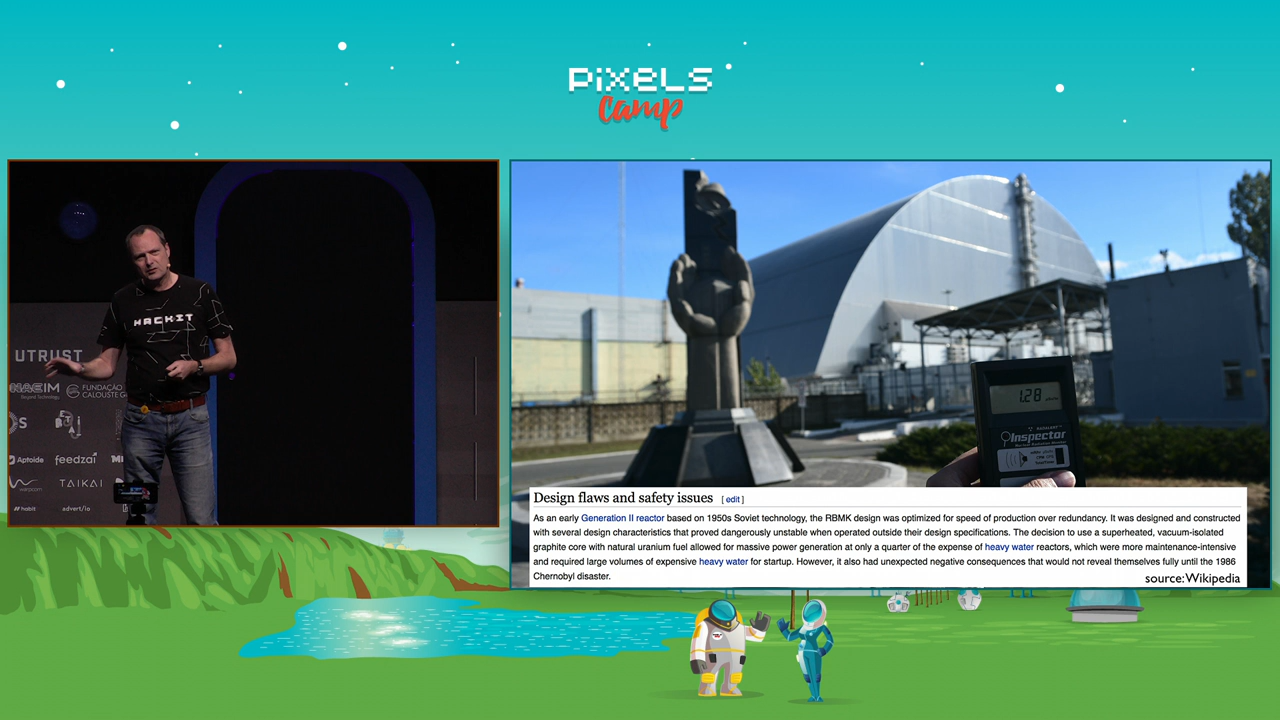 PixeLs
Camp
HACKIT
UTRUST
FUNDAÇÃO
CALOUSTE G
OS
Aptoide
feedzai
TAIKAI
habit
advert/io
1.28
Inspector
Design flaws and safety issues [ edit ]
As an early Generation II reactor based on 1950s Soviet technology, the RBMK design was optimized for speed of production over redundancy. It was designed and constructed
with several design characteristics that proved dangerously unstable when operated outside their design specifications. The decision to use a superheated, vacuum-isolated
graphite core with natural uranium fuel allowed for massive power generation at only a quarter of the expense of heavy water reactors, which were more maintenance-intensive
and required large volumes of expensive heavy water for startup. However, it also had unexpected negative consequences that would not reveal themselves fully until the 1986
Chernobyl disaster.
source:Wikipedia